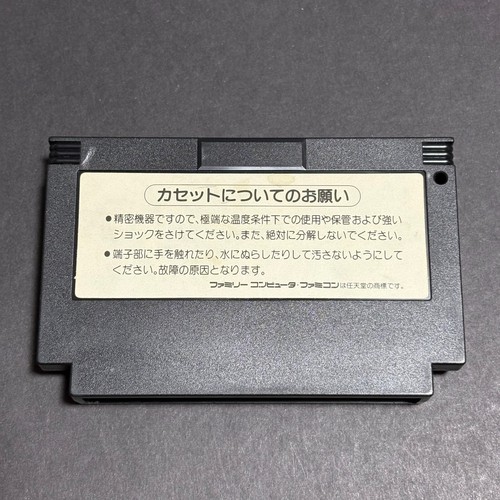 カセットについてのお願い
●精密機器ですので、極端な温度条件下での使用や保管および強い
ショックをさけてください。また、絶対に分解しないでください。
●端子部に手を触れたり、水にぬらしたりして汚さないようにして
ください。故障の原因となります。
ファミリー コンピュータ・ファミコンは任天堂の商標です。